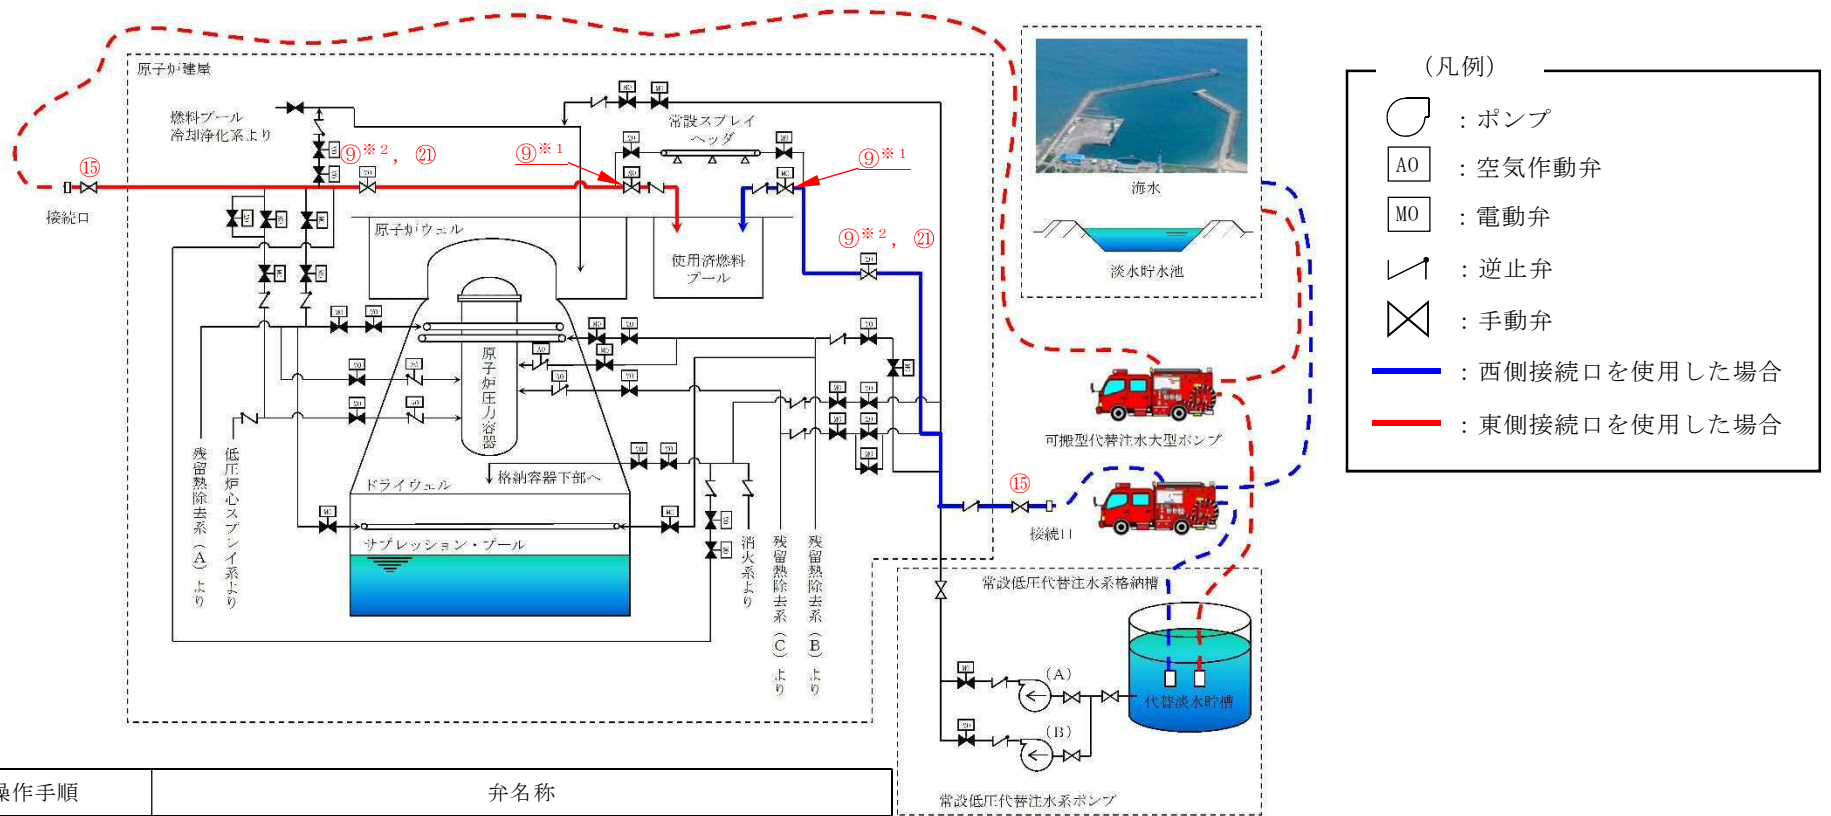 原子炉建屋
燃料プール
冷却浄化系より
⑨※2, ㉑
⑨※1
常設スプレイ
ヘッダ
⑨※1
⑮
接続口
原子炉ウェル
使用済燃料
プール
⑨※2, ㉑
海水
淡水貯水池
原子炉圧力容器
可搬型代替注水大型ポンプ
残留熱除去系(A)より
低圧炉心スプレイ系より
ドライウェル
格納容器下部へ
サプレッション・プール
消火系より
残留熱除去系(C)より
残留熱除去系(B)より
⑮
接続口
常設低圧代替注水系格納槽
(A)
(B)
代替淡水貯槽
常設低圧代替注水系ポンプ
(凡例)
:ポンプ
AO :空気作動弁
MO :電動弁
:逆止弁
:手動弁
:西側接続口を使用した場合
:東側接続口を使用した場合
操作手順 弁名称